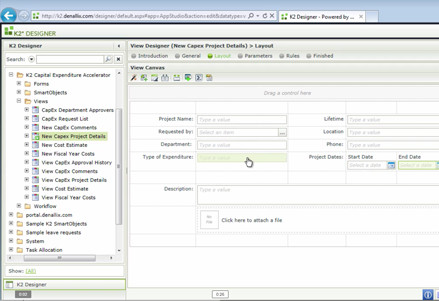 http://k2.denallix.com/designer/default.aspx#appx=AppStudio&action=edit&datatype=
K2 Designer - Powered by ...
K2* DESIGNER
K2 Designer
View Designer (New Capex Project Details) > Layout
Search:
Introduction
General
Layout
Parameters
Rules
Finished
View Canvas
K2 Capital Expenditure Accelerator
Forms
SmartObjects
Views
CapEx Department Approvers
CapEx Request List
New CapEx Comments
New Capex Project Details
New Cost Estimate
New Fiscal Year Costs
View CapEx Approval History
View CapEx Comments
View CapEx Project Details
View Cost Estimate
View Fiscal Year Costs
Workflow
portal.denallix.com
Sample K2 SmartObjects
Sample leave requests
System
Task Allocation
Show: (All)
K2 Designer
Drag a control here
Project Name:
Type a value
Lifetime
Type a value
Requested by:
Select an item
...
Location
Type a value
Department:
Type a value
Phone:
Type a value
Type of Expenditure:
Type a value
Project Dates:
Start Date
End Date
Select a date
Select a date
Description:
Type a value
No File
Click here to attach a file
0:02
0:26